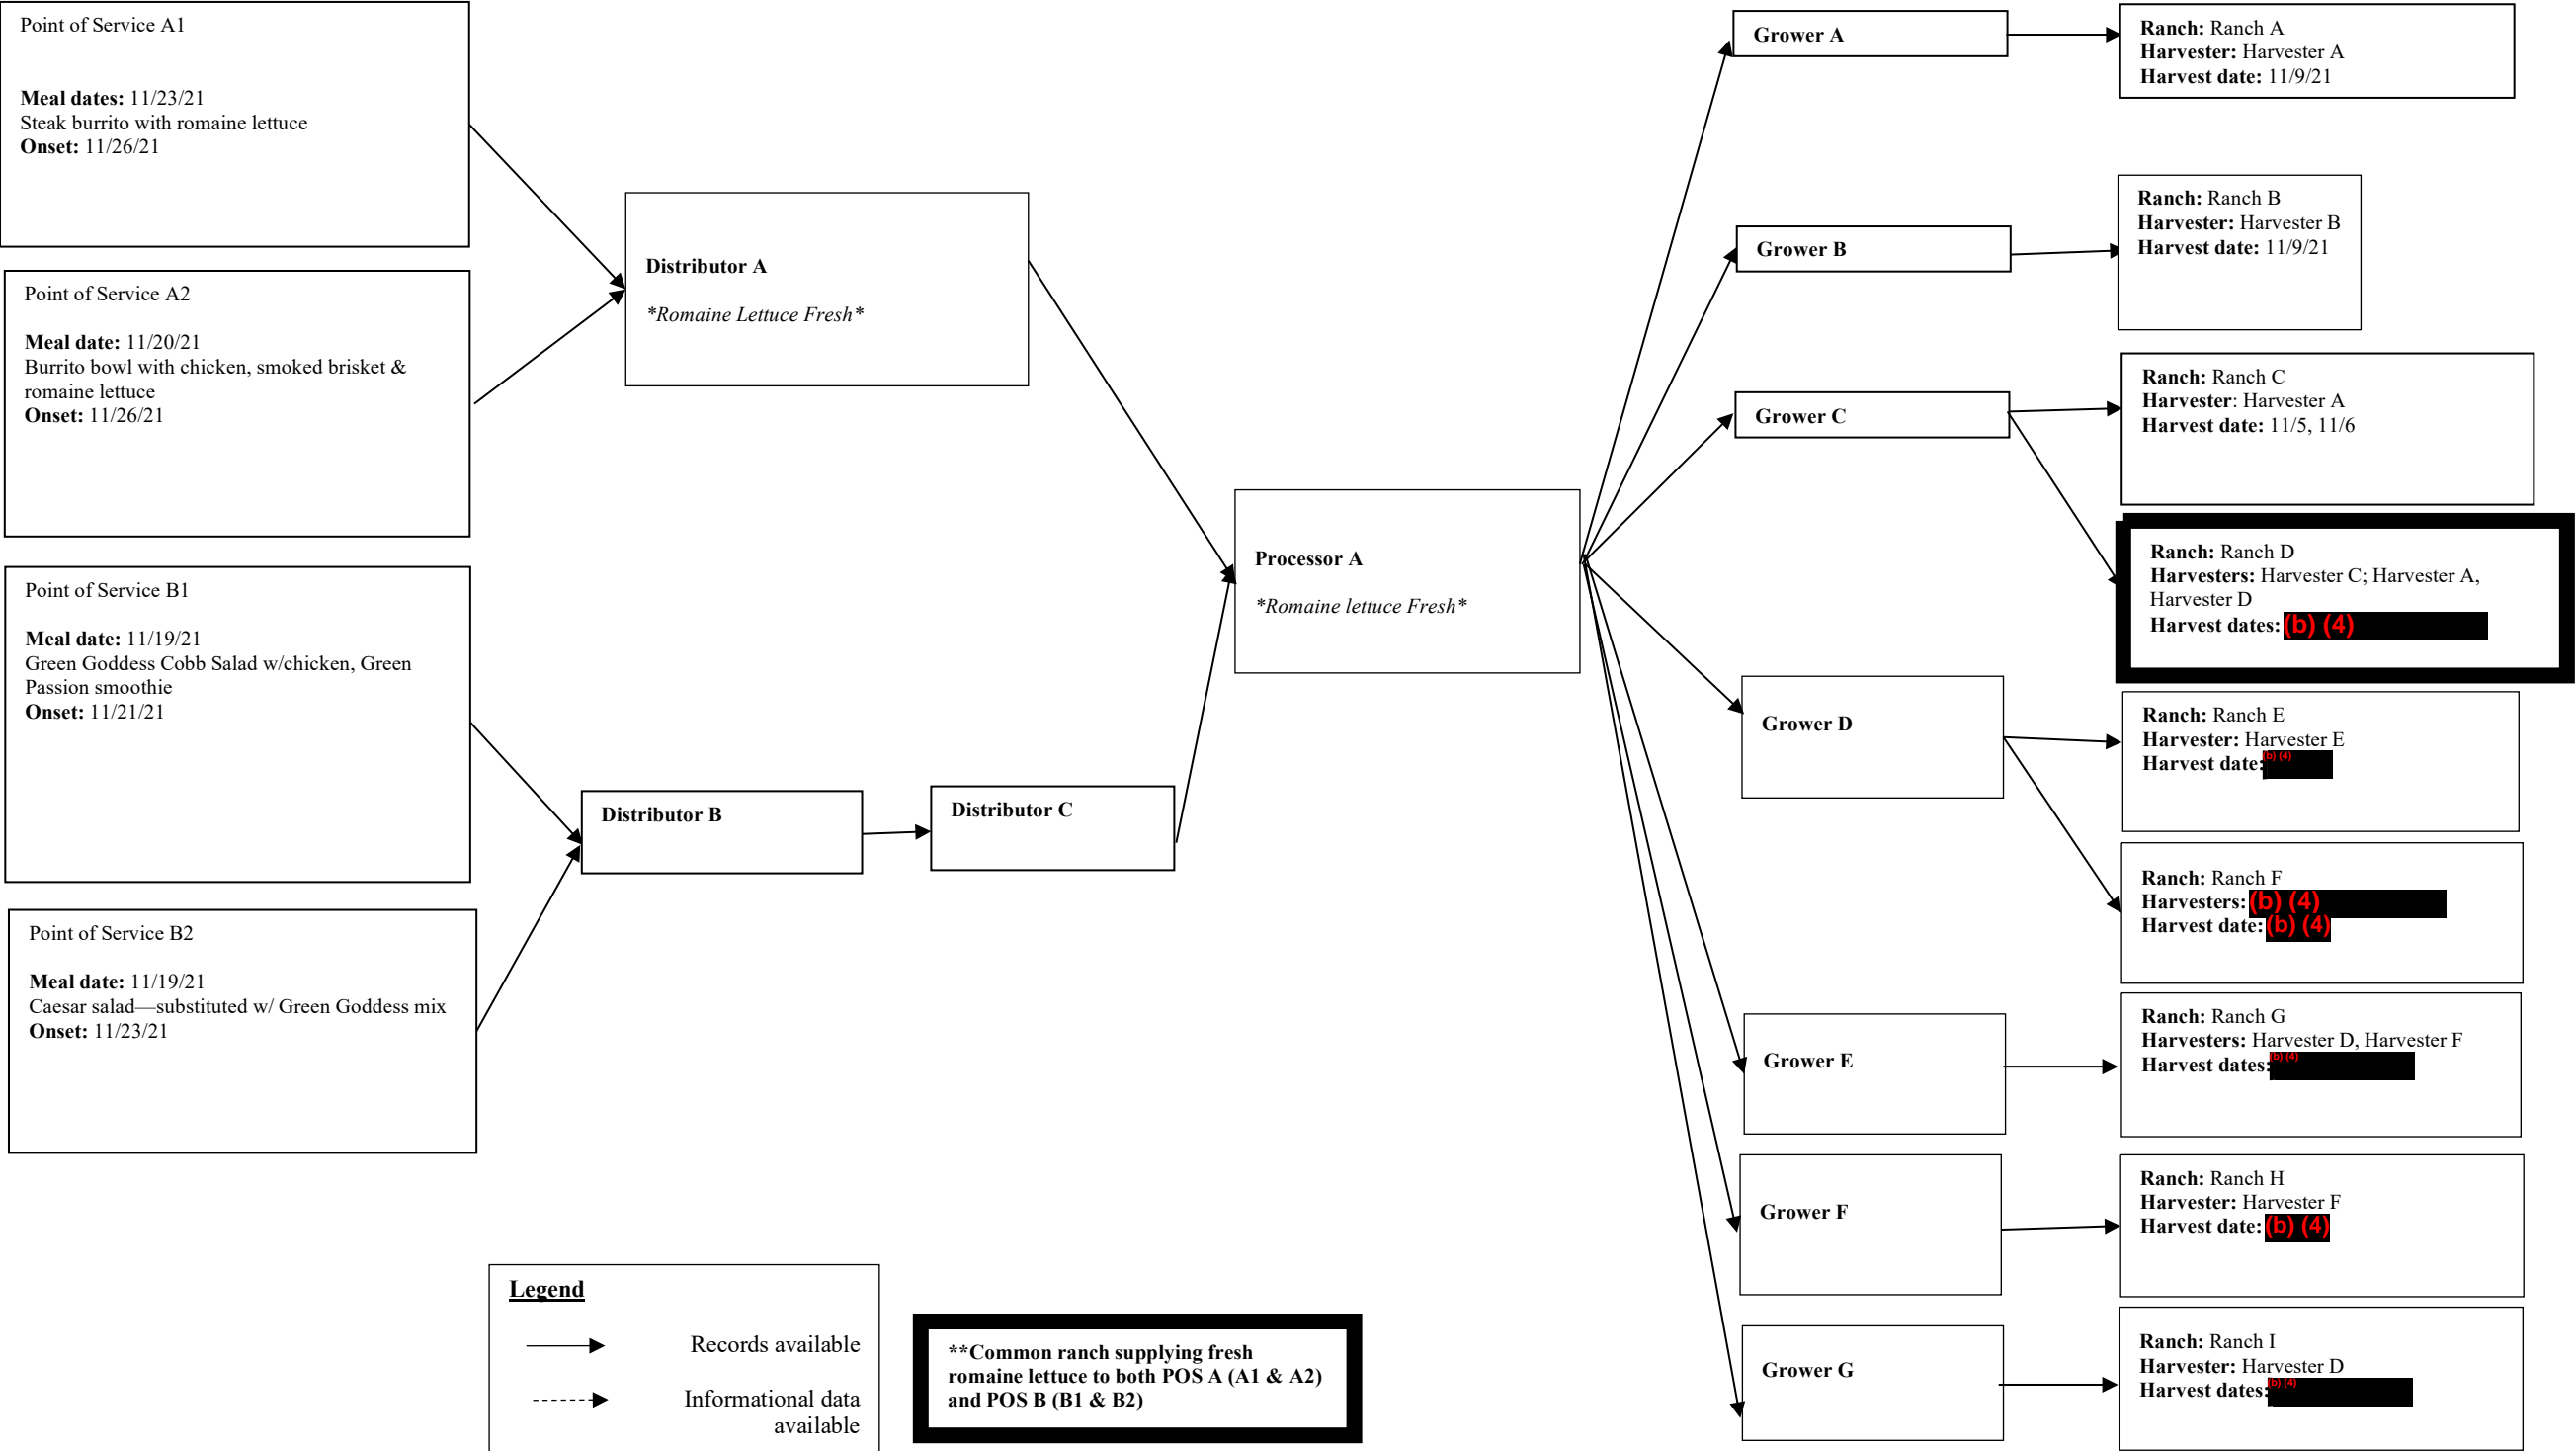 Point of Service A1
Meal dates: 11/23/21
Steak burrito with romaine lettuce
Onset: 11/26/21
Point of Service A2
Meal date: 11/20/21
Burrito bowl with chicken, smoked brisket &
romaine lettuce
Onset: 11/26/21
Point of Service B1
Meal date: 11/19/21
Green Goddess Cobb Salad w/chicken, Green
Passion smoothie
Onset: 11/21/21
Point of Service B2
Meal date: 11/19/21
Caesar salad—substituted w/ Green Goddess mix
Onset: 11/23/21
Distributor A
*Romaine Lettuce Fresh*
Distributor B
Distributor C
Processor A
*Romaine lettuce Fresh*
Grower A
Grower B
Grower C
Grower D
Grower E
Grower F
Grower G
Ranch: Ranch A
Harvester: Harvester A
Harvest date: 11/9/21
Ranch: Ranch B
Harvester: Harvester B
Harvest date: 11/9/21
Ranch: Ranch C
Harvester: Harvester A
Harvest date: 11/5, 11/6
Ranch: Ranch D
Harvesters: Harvester C; Harvester A,
Harvester D
Harvest dates: (b) (4)
Ranch: Ranch E
Harvester: Harvester E
Harvest date: (b) (4)
Ranch: Ranch F
Harvesters: (b) (4)
Harvest date: (b) (4)
Ranch: Ranch G
Harvesters: Harvester D, Harvester F
Harvest dates: (b) (4)
Ranch: Ranch H
Harvester: Harvester F
Harvest date: (b) (4)
Ranch: Ranch I
Harvester: Harvester D
Harvest dates: (b) (4)
Legend
Records available
Informational data
available
**Common ranch supplying fresh
romaine lettuce to both POS A (A1 & A2)
and POS B (B1 & B2)